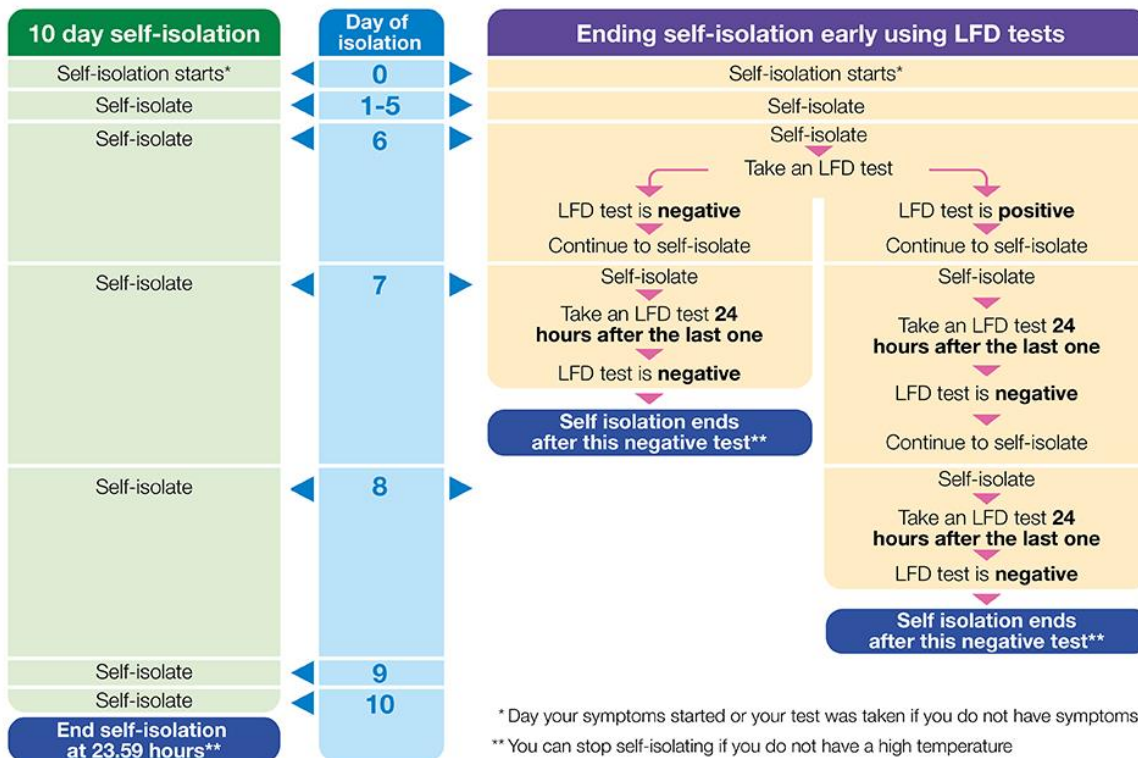 10 day self-isolation
Day of
isolation
Ending self-isolation early using LFD tests
Self-isolation starts*
0
Self-isolation starts*
Self-isolate
1-5
Self-isolate
Self-isolate
6
Self-isolate
Take an LFD test
LFD test is negative
Continue to self-isolate
LFD test is positive
Continue to self-isolate
Self-isolate
7
Self-isolate
Take an LFD test 24
hours after the last one
LFD test is negative
Self isolation ends
after this negative test**
Self-isolate
Take an LFD test 24
hours after the last one
LFD test is negative
Continue to self-isolate
Self-isolate
8
Self-isolate
Take an LFD test 24
hours after the last one
LFD test is negative
Self isolation ends
after this negative test**
Self-isolate
9
Self-isolate
10
End self-isolation
at 23.59 hours**
* Day your symptoms started or your test was taken if you do not have symptoms
** You can stop self-isolating if you do not have a high temperature